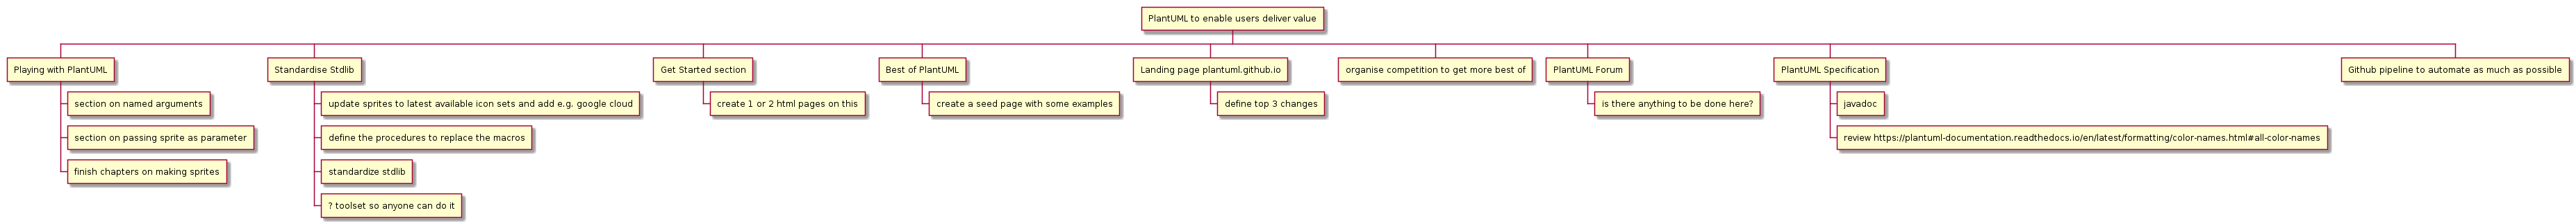 PlantUML to enable users deliver value
Playing with PlantUML
section on named arguments
section on passing sprite as parameter
finish chapters on making sprites
Standardise Stdlib
update sprites to latest available icon sets and add e.g. google cloud
define the procedures to replace the macros
standardize stdlib
? toolset so anyone can do it
Get Started section
create 1 or 2 html pages on this
Best of PlantUML
create a seed page with some examples
Landing page plantuml.github.io
define top 3 changes
organise competition to get more best of
PlantUML Forum
is there anything to be done here?
PlantUML Specification
javadoc
review https://plantuml-documentation.readthedocs.io/en/latest/formatting/color-names.html#all-color-names
Github pipeline to automate as much as possible